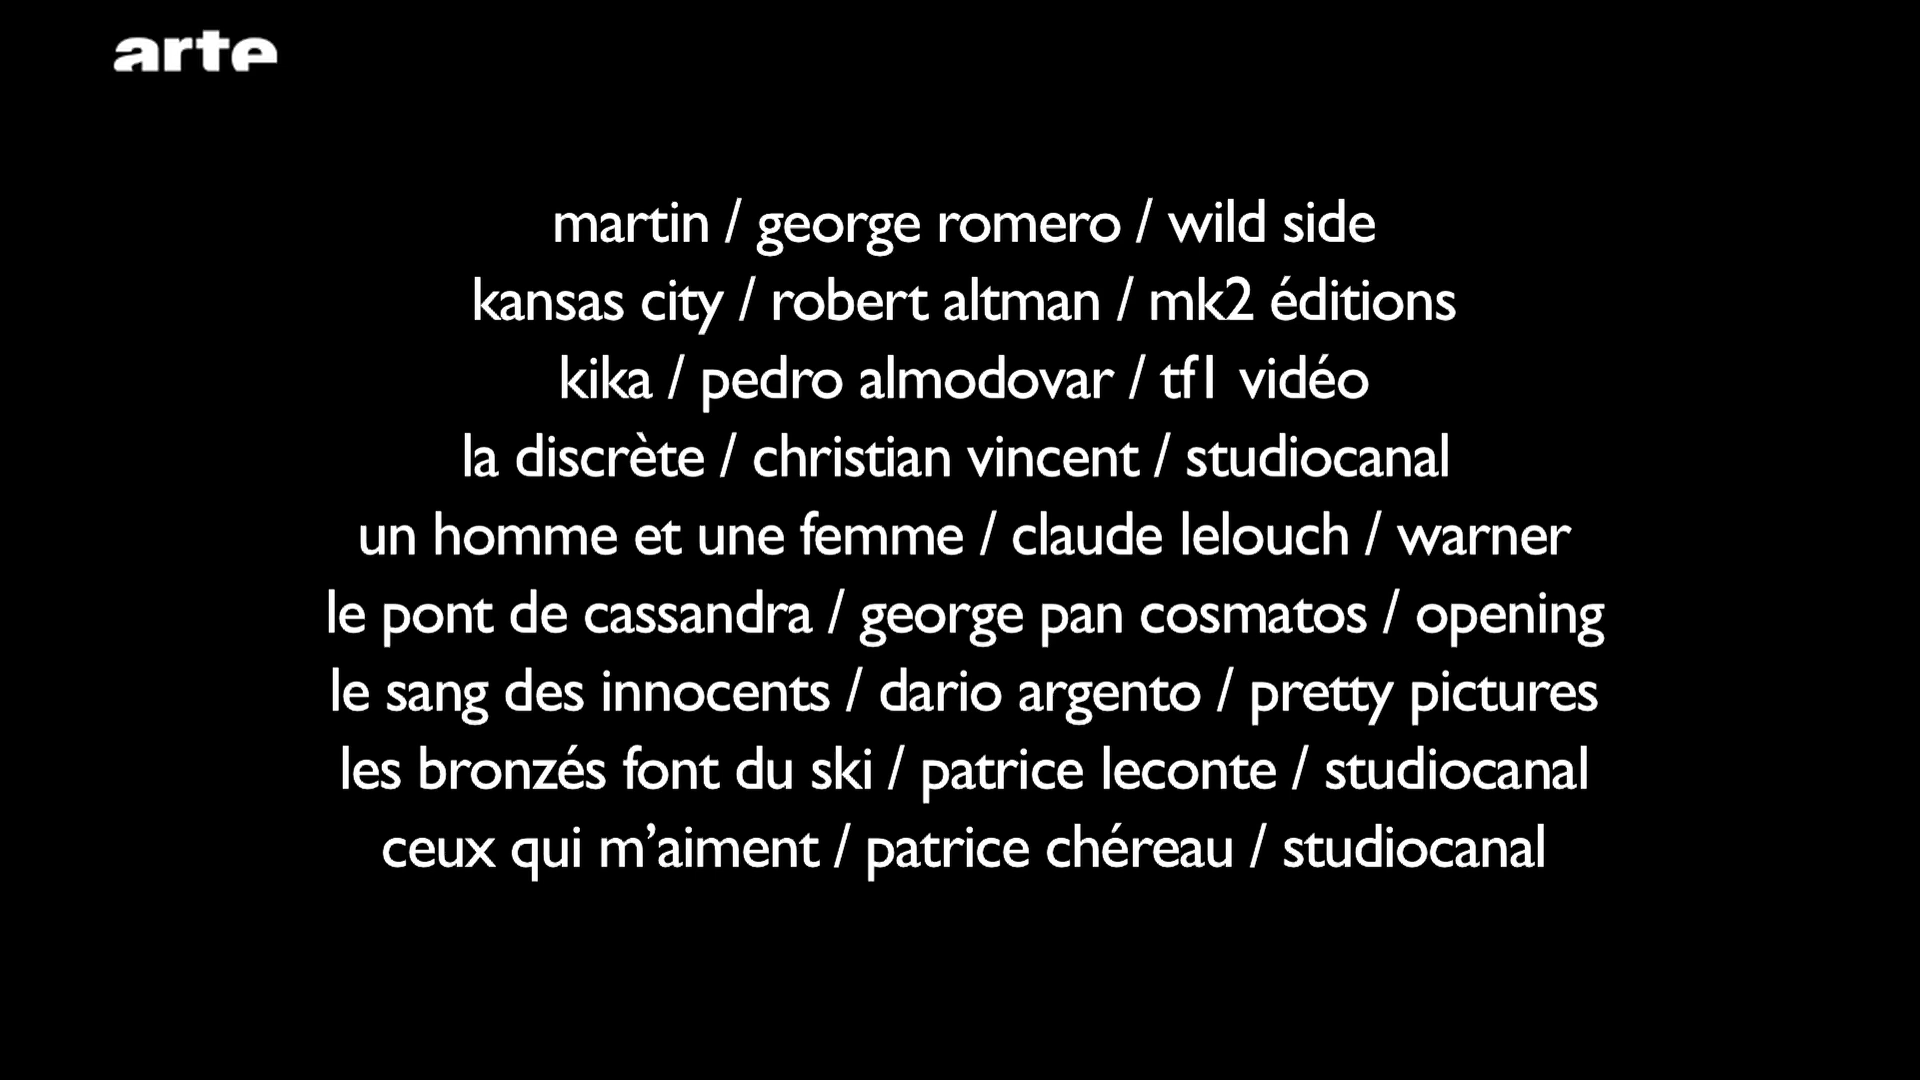 arte
martin / george romero / wild side
kansas city / robert altman / mk2 éditions
kika / pedro almodovar / tf1 vidéo
la discrète / christian vincent / studiocanal
un homme et une femme / claude lelouch / warner
le pont de cassandra / george pan cosmatos / opening
le sang des innocents / dario argento / pretty pictures
les bronzés font du ski / patrice leconte / studiocanal
ceux qui m’aiment / patrice chéreau / studiocanal